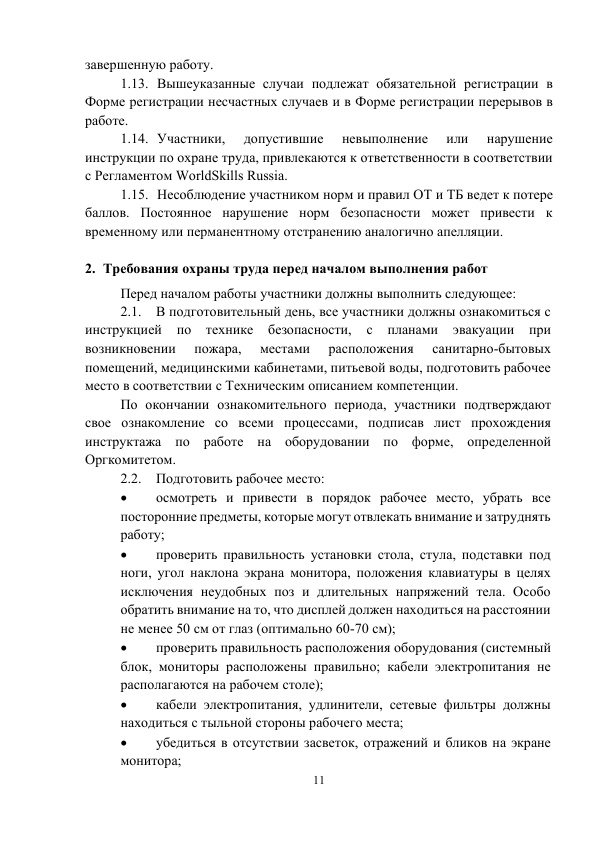 завершенную работу.
1.13. Вышеуказанные случаи подлежат обязательной регистрации в
Форме регистрации несчастных случаев и в Форме регистрации перерывов в
работе.
1.14. Участники, допустившие невыполнение или нарушение
инструкции по охране труда, привлекаются к ответственности в соответствии
с Регламентом WorldSkills Russia.
1.15. Несоблюдение участником норм и правил ОТ и ТБ ведет к потере
баллов. Постоянное нарушение норм безопасности может привести к
временному или перманентному отстранению аналогично апелляции.
2. Требования охраны труда перед началом выполнения работ
Перед началом работы участники должны выполнить следующее:
2.1. В подготовительный день, все участники должны ознакомиться с
инструкцией по технике безопасности, с планами эвакуации при
возникновении пожара, местами расположения санитарно-бытовых
помещений, медицинскими кабинетами, питьевой воды, подготовить рабочее
место в соответствии с Техническим описанием компетенции.
По окончании ознакомительного периода, участники подтверждают
свое ознакомление со всеми процессами, подписав лист прохождения
инструктажа по работе на оборудовании по форме, определенной
Оргкомитетом.
2.2. Подготовить рабочее место:
• осмотреть и привести в порядок рабочее место, убрать все
посторонние предметы, которые могут отвлекать внимание и затруднять
работу;
• проверить правильность установки стола, стула, подставки под
ноги, угол наклона экрана монитора, положения клавиатуры в целях
исключения неудобных поз и длительных напряжений тела. Особо
обратить внимание на то, что дисплей должен находиться на расстоянии
не менее 50 см от глаз (оптимально 60-70 см);
• проверить правильность расположения оборудования (системный
блок, мониторы расположены правильно; кабели электропитания не
располагаются на рабочем столе);
• кабели электропитания, удлинители, сетевые фильтры должны
находиться с тыльной стороны рабочего места;
• убедиться в отсутствии засветок, отражений и бликов на экране
монитора;
11